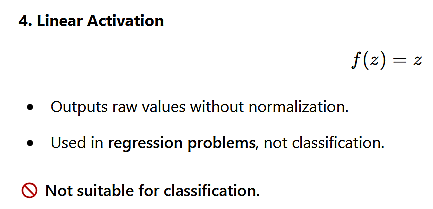 4. Linear Activation
f(z) = z
• Outputs raw values without normalization.
• Used in regression problems, not classification.
🚫 Not suitable for classification.